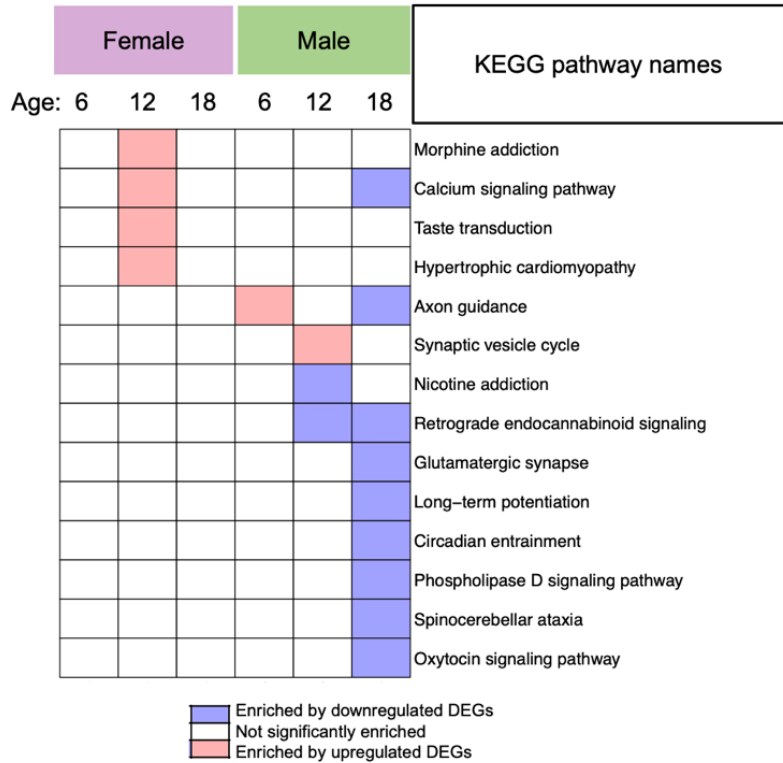 Female Male KEGG pathway names
Age: 6 12 18 6 12 18
Morphine addiction
Calcium signaling pathway
Taste transduction
Hypertrophic cardiomyopathy
Axon guidance
Synaptic vesicle cycle
Nicotine addiction
Retrograde endocannabinoid signaling
Glutamatergic synapse
Long−term potentiation
Circadian entrainment
Phospholipase D signaling pathway
Spinocerebellar ataxia
Oxytocin signaling pathway
Enriched by downregulated DEGs
Not significantly enriched
Enriched by upregulated DEGs